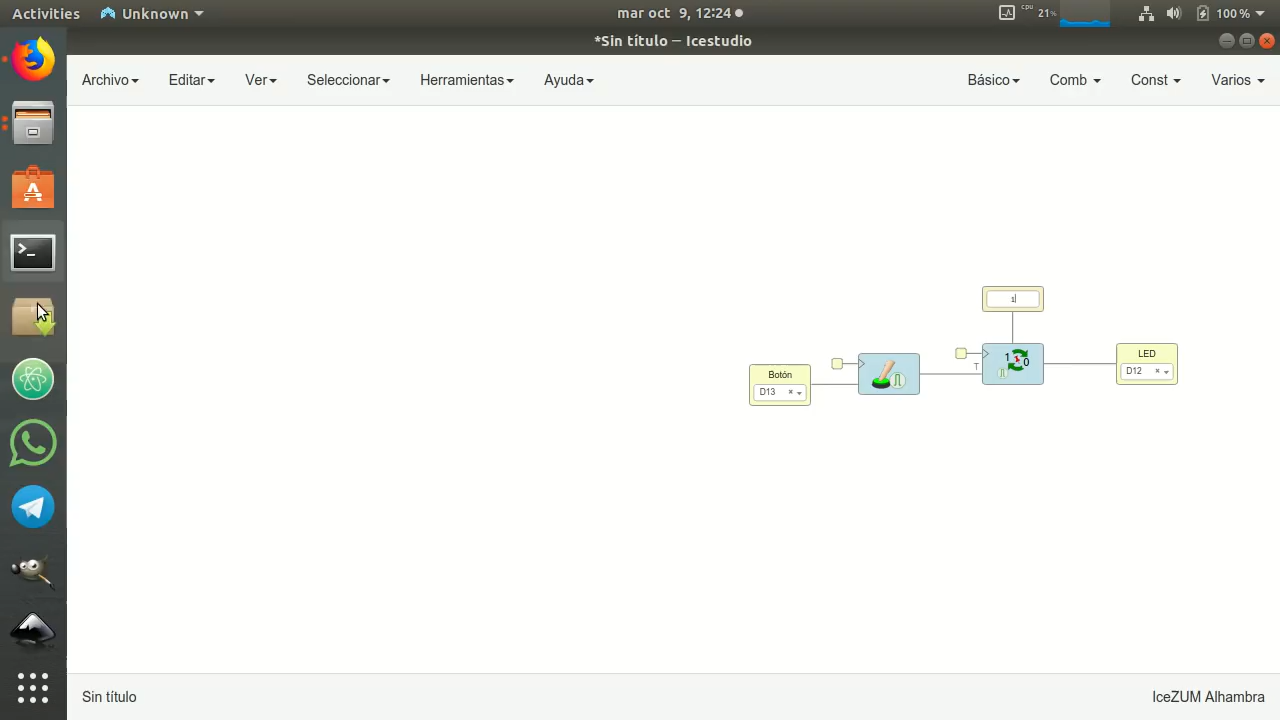 Activities Unknown mar oct 9, 12:24 cpu 21% 100 %
*Sin título — Icestudio
Archivo Editar Ver Seleccionar Herramientas Ayuda Básico Comb Const Varios
1
Botón
D13 ×
T
1 0
LED
D12 ×
Sin título IceZUM Alhambra